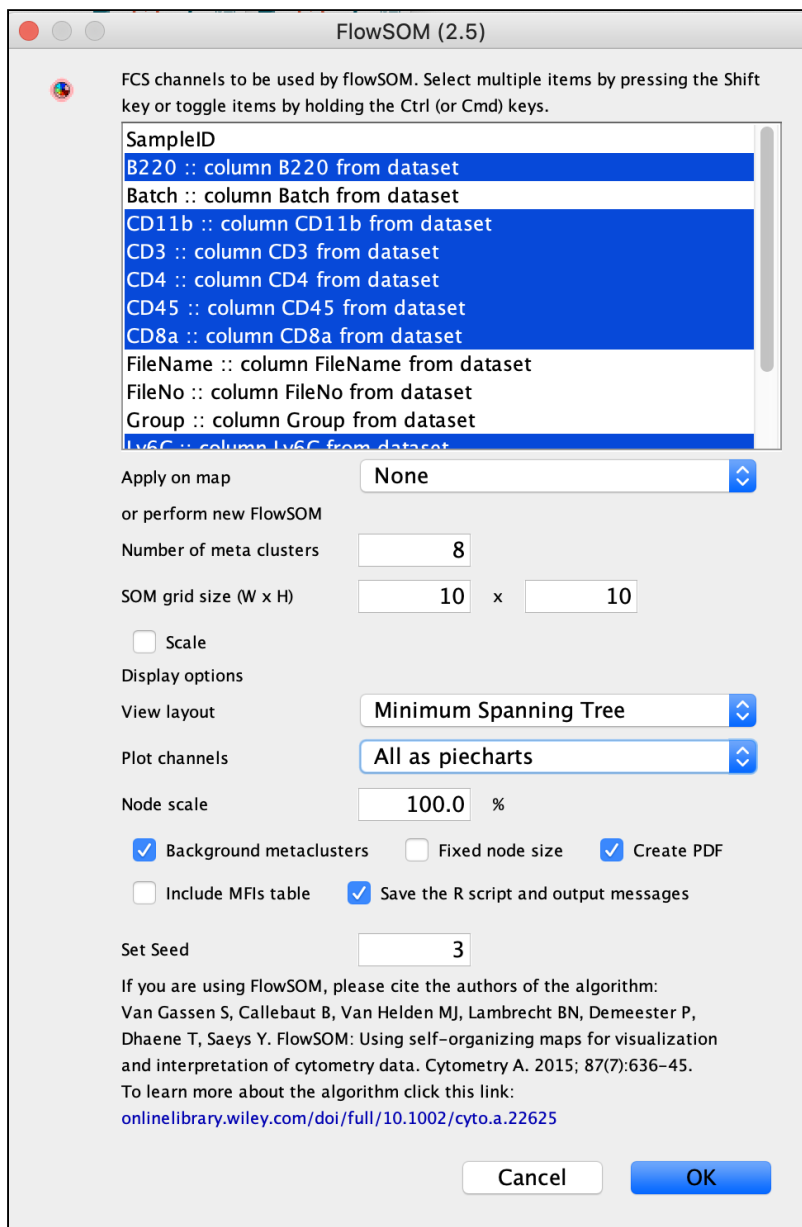 FlowSOM (2.5)
FCS channels to be used by flowSOM. Select multiple items by pressing the Shift
key or toggle items by holding the Ctrl (or Cmd) keys.
SampleID
B220 :: column B220 from dataset
Batch :: column Batch from dataset
CD11b :: column CD11b from dataset
CD3 :: column CD3 from dataset
CD4 :: column CD4 from dataset
CD45 :: column CD45 from dataset
CD8a :: column CD8a from dataset
FileName :: column FileName from dataset
FileNo :: column FileNo from dataset
Group :: column Group from dataset
Ly6C :: column Ly6C from dataset
Apply on map None
or perform new FlowSOM
Number of meta clusters 8
SOM grid size (W x H) 10 x 10
Scale
Display options
View layout Minimum Spanning Tree
Plot channels All as piecharts
Node scale 100.0 %
Background metaclusters Fixed node size Create PDF
Include MFIs table Save the R script and output messages
Set Seed 3
If you are using FlowSOM, please cite the authors of the algorithm:
Van Gassen S, Callebaut B, Van Helden MJ, Lambrecht BN, Demeester P,
Dhaene T, Saeys Y. FlowSOM: Using self-organizing maps for visualization
and interpretation of cytometry data. Cytometry A. 2015; 87(7):636-45.
To learn more about the algorithm click this link:
onlinelibrary.wiley.com/doi/full/10.1002/cyto.a.22625
Cancel OK